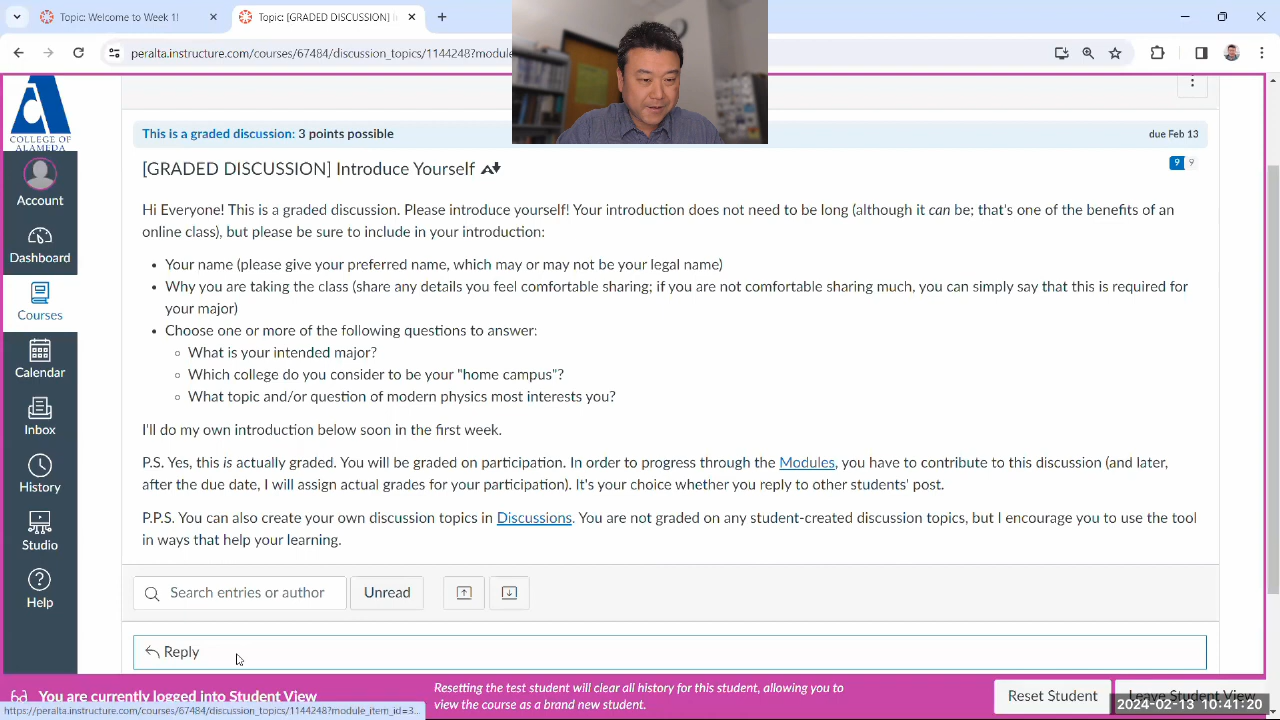 Topic: [GRADED DISCUSSION]
peralta.instructure.com/courses/67484/discussion_topics/1144248?modul
COLLEGE OF
ALAMEDA
Account
Dashboard
Courses
Calendar
Inbox
History
Studio
Help
This is a graded discussion: 3 points possible
due Feb 13
[GRADED DISCUSSION] Introduce Yourself
9 9
Hi Everyone! This is a graded discussion. Please introduce yourself! Your introduction does not need to be long (although it can be; that's one of the benefits of an
online class), but please be sure to include in your introduction:
• Your name (please give your preferred name, which may or may not be your legal name)
• Why you are taking the class (share any details you feel comfortable sharing; if you are not comfortable sharing much, you can simply say that this is required for
your major)
• Choose one or more of the following questions to answer:
◦ What is your intended major?
◦ Which college do you consider to be your "home campus"?
◦ What topic and/or question of modern physics most interests you?
I'll do my own introduction below soon in the first week.
P.S. Yes, this is actually graded. You will be graded on participation. In order to progress through the Modules, you have to contribute to this discussion (and later,
after the due date, I will assign actual grades for your participation). It's your choice whether you reply to other students' post.
P.P.S. You can also create your own discussion topics in Discussions. You are not graded on any student-created discussion topics, but I encourage you to use the tool
in ways that help your learning.
Search entries or author
Unread
Reply
You are currently logged into Student View
Resetting the test student will clear all history for this student, allowing you to
view the course as a brand new student.
Reset Student
Leave Student View
https://peralta.instructure.com/courses/67484/discussion_topics/1144248?module_item_id=3...
2024-02-13 10:41:20